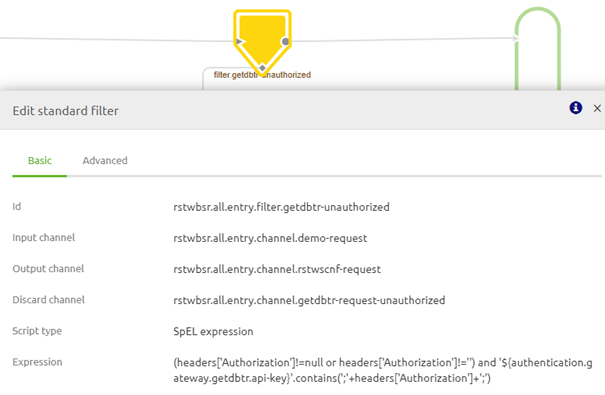 filter.getdbtr-unauthorized
Edit standard filter
Basic Advanced
Id rstwbsr.all.entry.filter.getdbtr-unauthorized
Input channel rstwbsr.all.entry.channel.demo-request
Output channel rstwbsr.all.entry.channel.rstwscnf-request
Discard channel rstwbsr.all.entry.channel.getdbtr-request-unauthorized
Script type SpEL expression
Expression (headers['Authorization']!=null or headers['Authorization']!='') and '${authentication.g
ateway.getdbtr.api-key}'.contains(';'+headers['Authorization']+';')